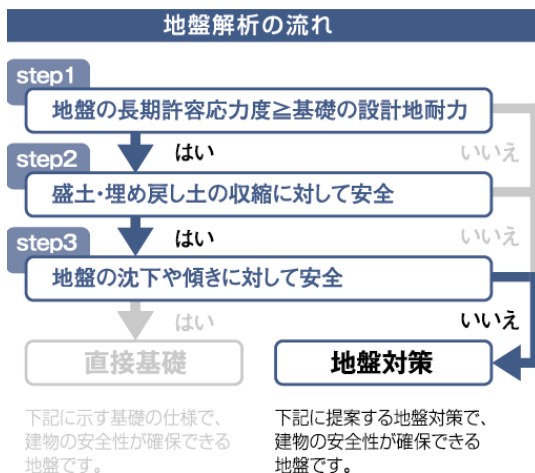 地盤解析の流れ
step1
地盤の長期許容応力度≧基礎の設計地耐力
はい
いいえ
step2
盛土・埋め戻し土の収縮に対して安全
はい
いいえ
step3
地盤の沈下や傾きに対して安全
はい
いいえ
直接基礎
地盤対策
下記に示す基礎の仕様で、
建物の安全性が確保できる
地盤です。
下記に提案する地盤対策で、
建物の安全性が確保できる
地盤です。